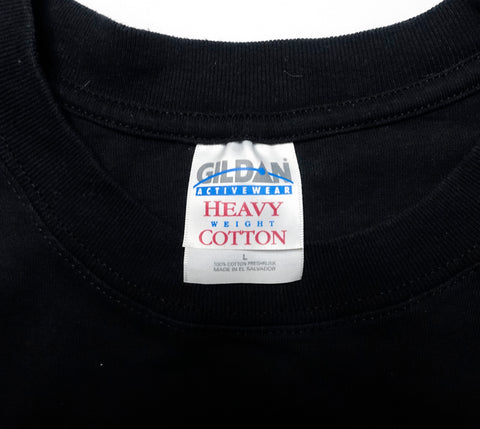 GILDAN
ACTIVEWEAR
HEAVY
WEIGHT
COTTON
L
100% COTTON PRESHRUNK
MADE IN EL SALVADOR